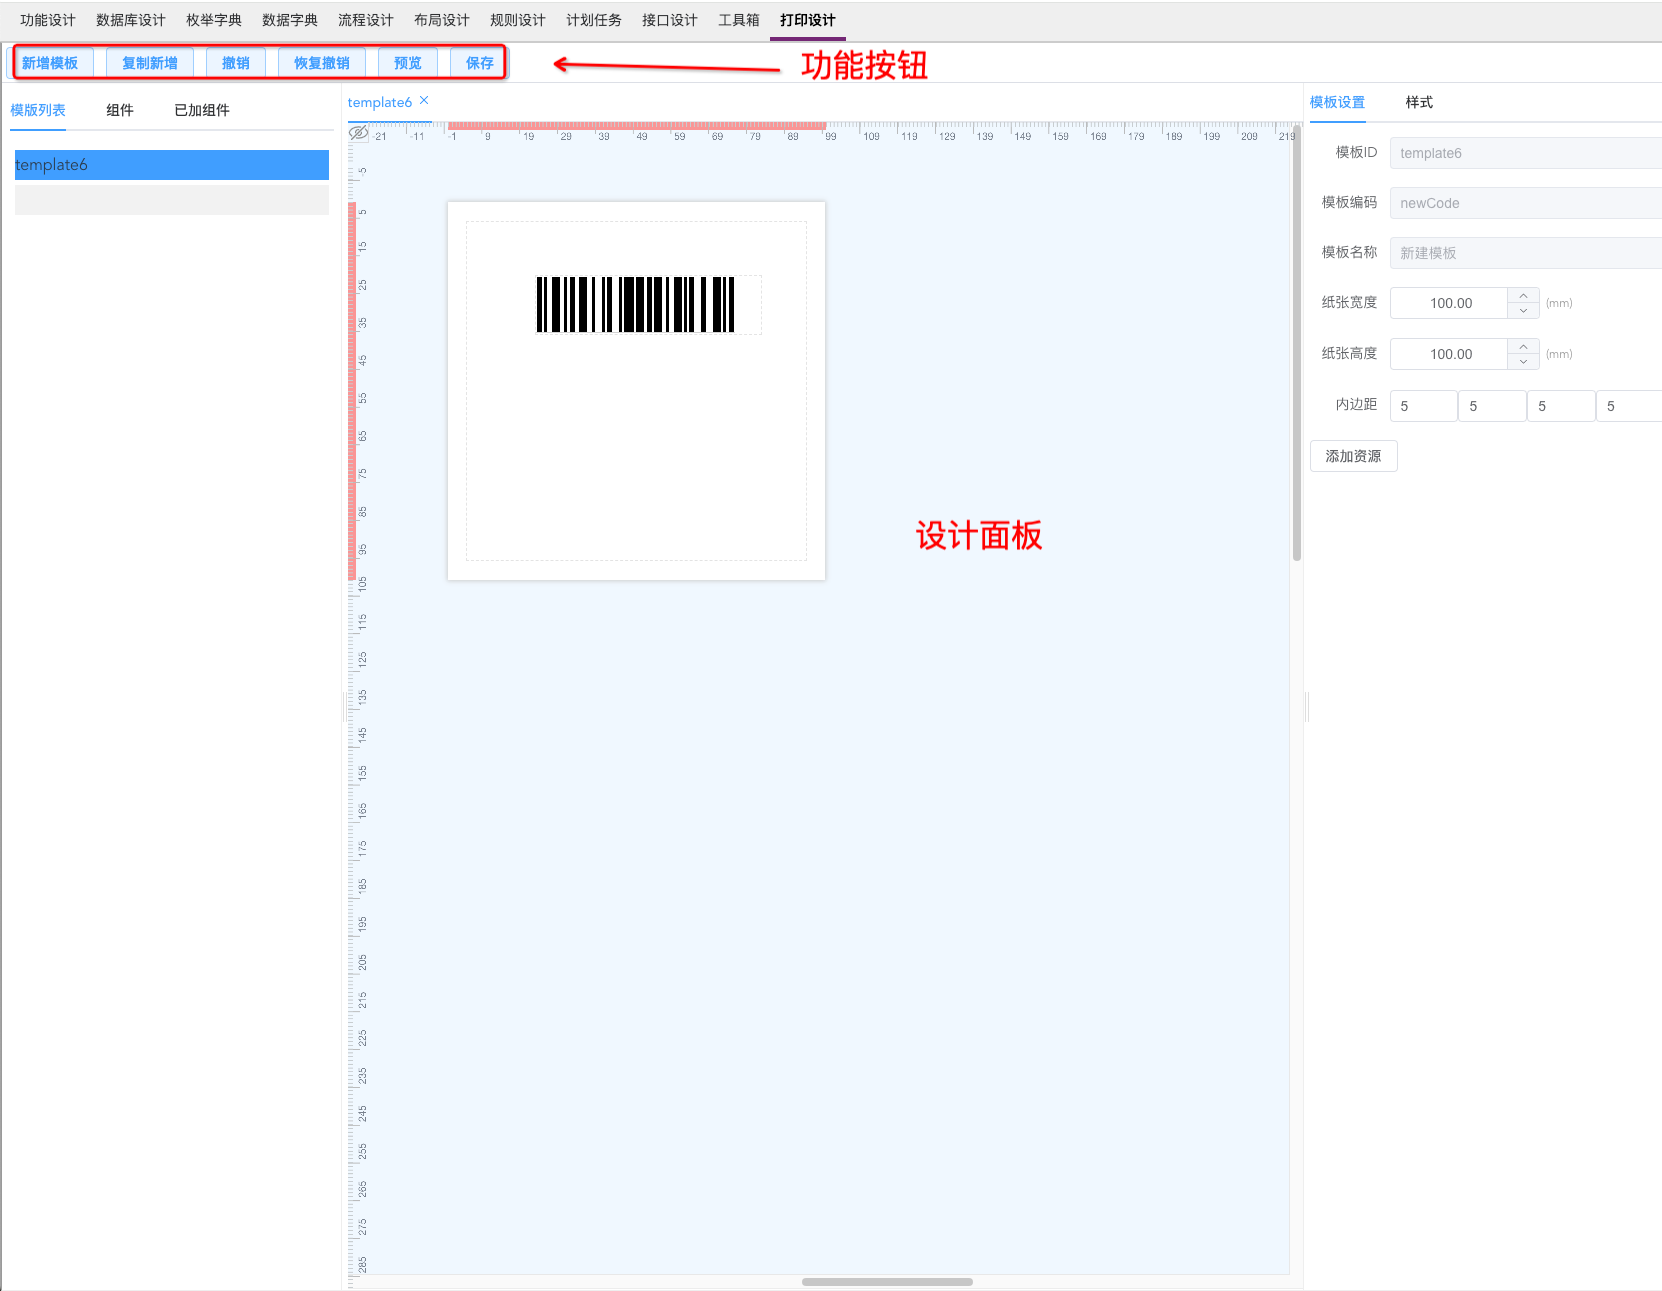 功能设计 数据库设计 枚举字典 数据字典 流程设计 布局设计 规则设计 计划任务 接口设计 工具箱 打印设计
新增模板 复制新增 撤销 恢复撤销 预览 保存
功能按钮
模版列表 组件 已加组件
template6
template6
-21 -11 -1 9 19 29 39 49 59 69 79 89 99 109 119 129 139 149 159 169 179 189 199 209 219
-5
5
15
25
35
45
55
65
75
85
95
105
115
125
135
145
155
165
175
185
195
205
215
225
235
245
255
265
275
285
设计面板
模板设置 样式
模板ID template6
模板编码 newCode
模板名称 新建模板
纸张宽度 100.00 (mm)
纸张高度 100.00 (mm)
内边距 5 5 5 5
添加资源